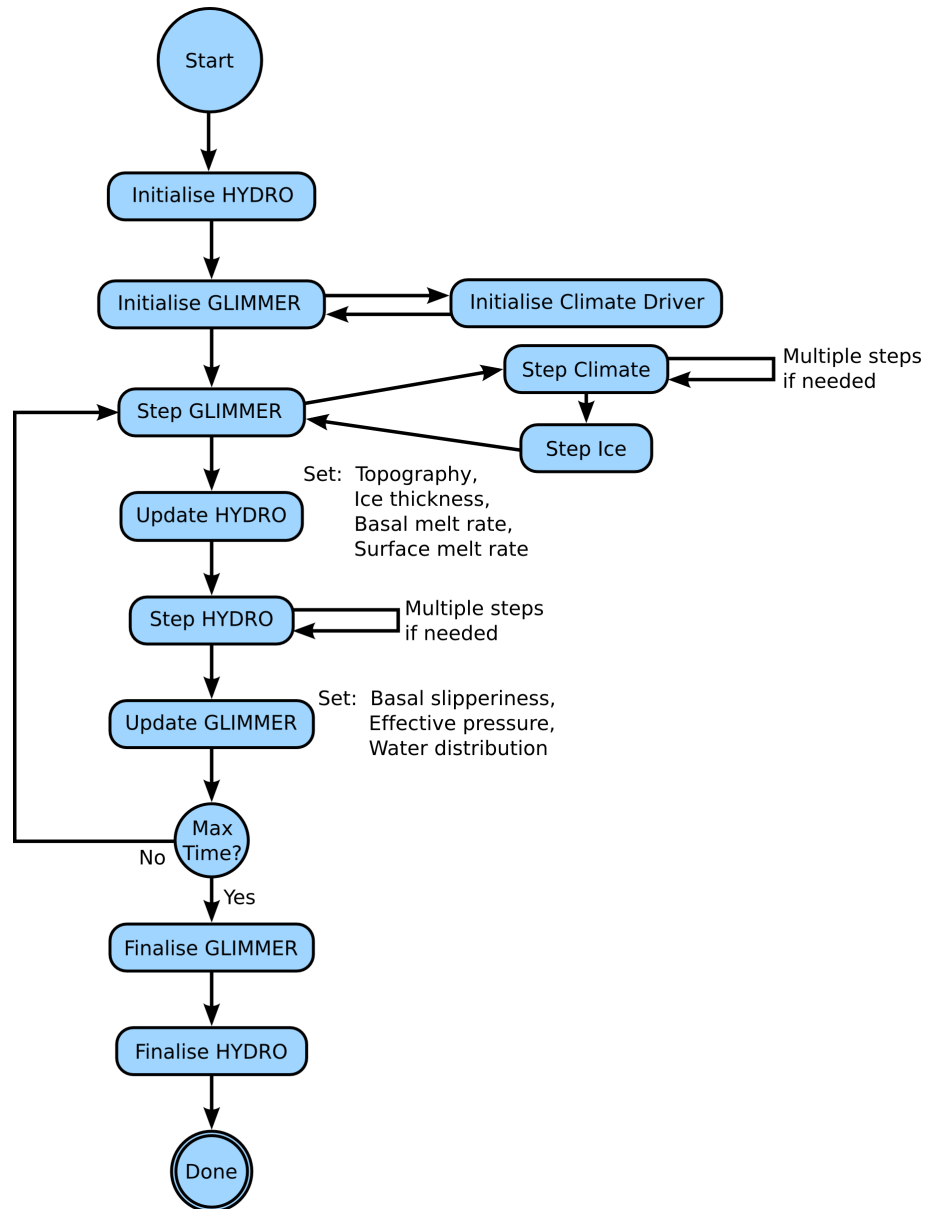 Start
Initialise HYDRO
Initialise GLIMMER
Initialise Climate Driver
Step Climate
Multiple steps
if needed
Step GLIMMER
Step Ice
Set: Topography,
Ice thickness,
Basal melt rate,
Surface melt rate
Update HYDRO
Step HYDRO
Multiple steps
if needed
Set: Basal slipperiness,
Effective pressure,
Water distribution
Update GLIMMER
Max
Time?
No
Yes
Finalise GLIMMER
Finalise HYDRO
Done